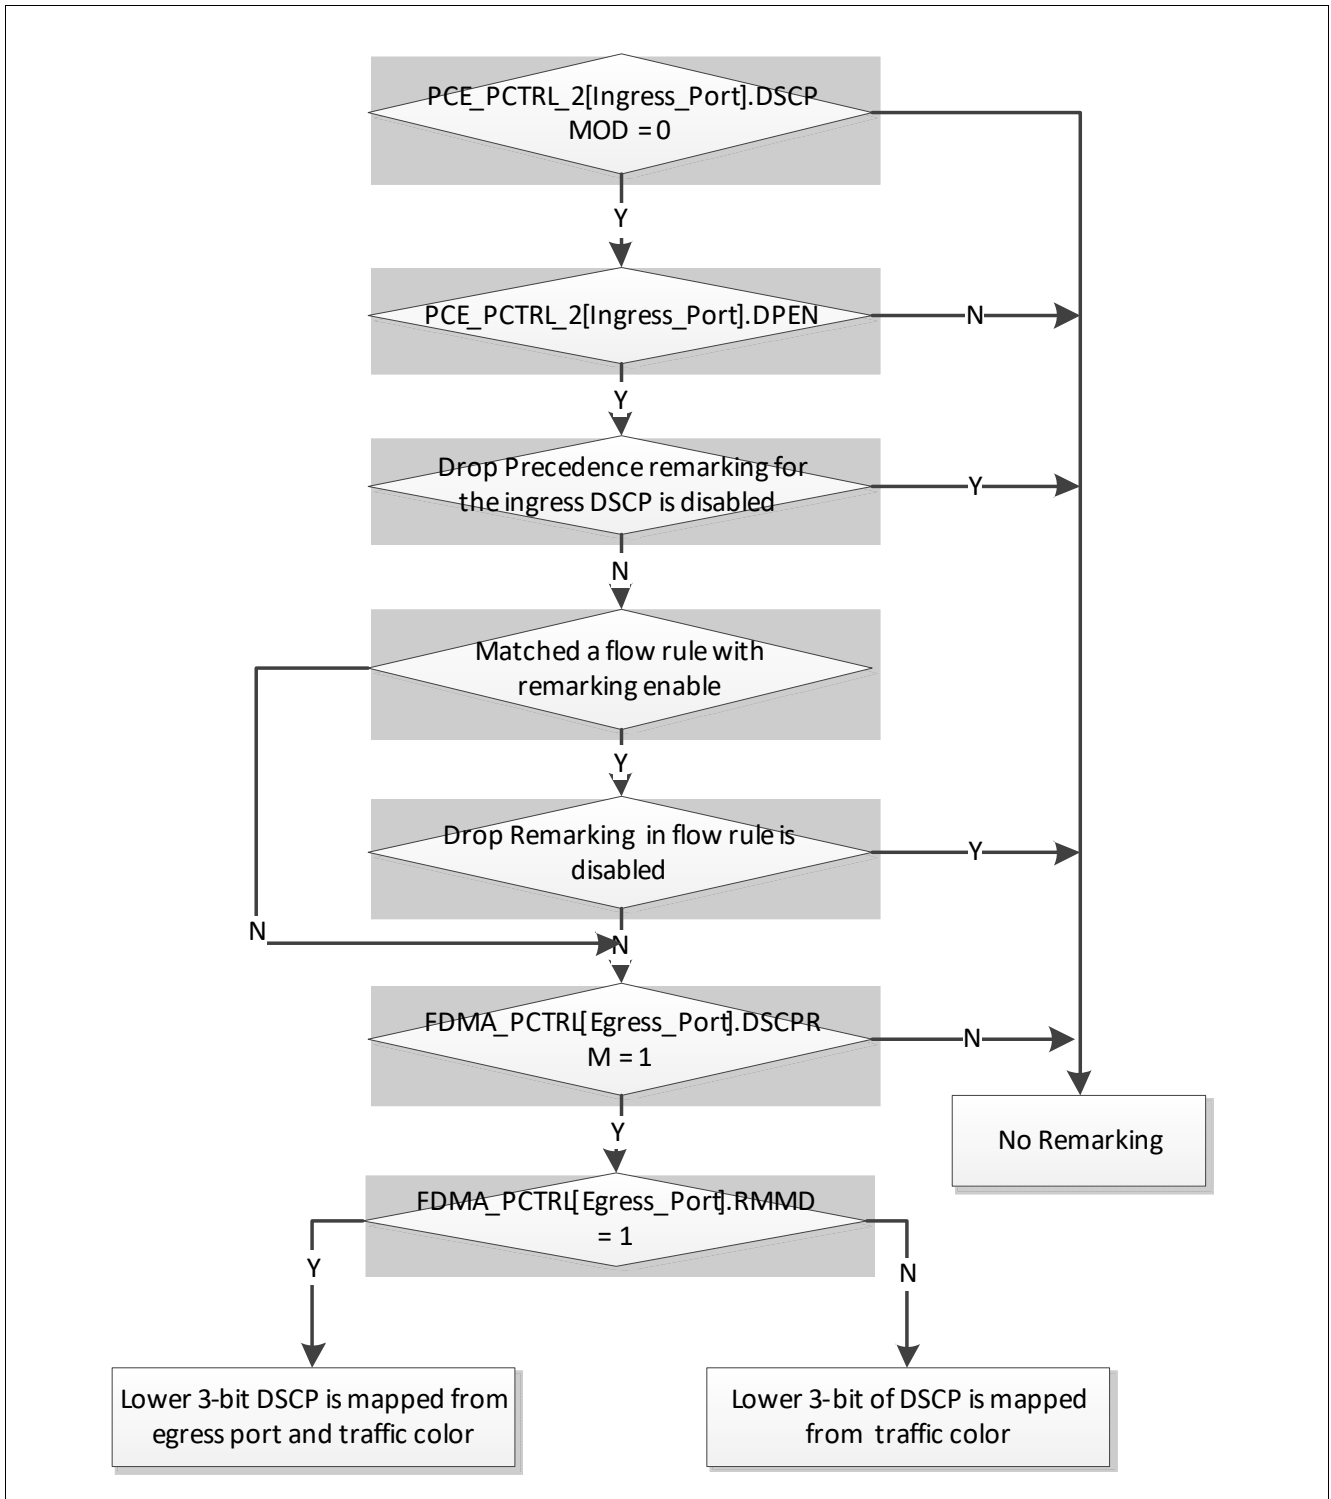 PCE_PCTRL_2[Ingress_Port].DSCP
MOD = 0
Y
PCE_PCTRL_2[Ingress_Port].DPEN
N
Y
Drop Precedence remarking for
the ingress DSCP is disabled
Y
N
Matched a flow rule with
remarking enable
Y
Drop Remarking in flow rule is
disabled
Y
N
N
FDMA_PCTRL[Egress_Port].DSCPR
M = 1
N
Y
No Remarking
FDMA_PCTRL[Egress_Port].RMMD
= 1
Y
N
Lower 3-bit DSCP is mapped from
egress port and traffic color
Lower 3-bit of DSCP is mapped
from traffic color